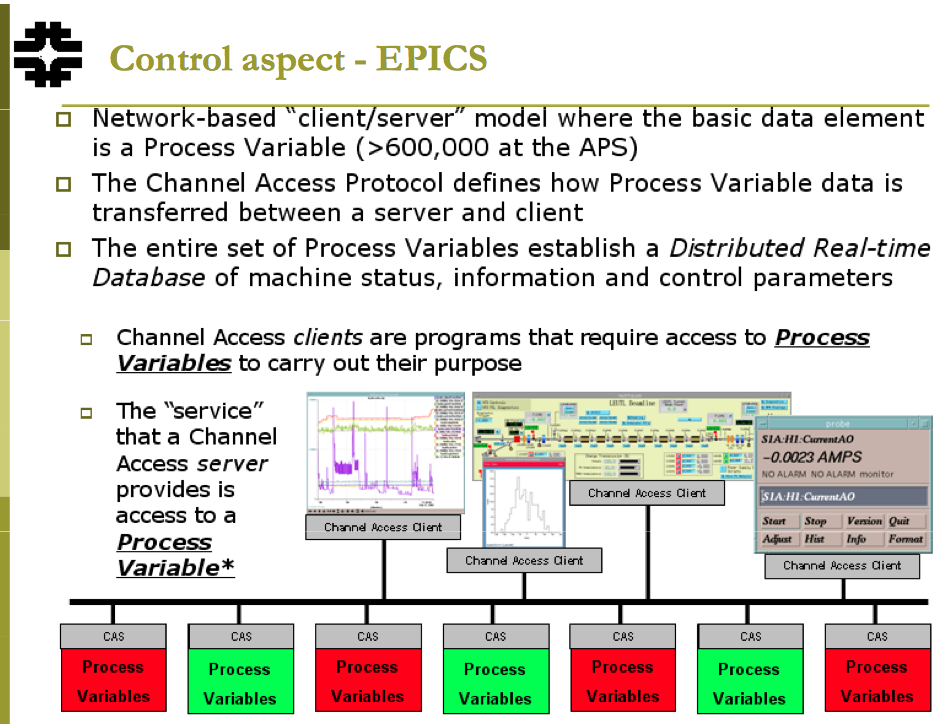 Control aspect - EPICS
Network-based “client/server” model where the basic data element
is a Process Variable (>600,000 at the APS)
The Channel Access Protocol defines how Process Variable data is
transferred between a server and client
The entire set of Process Variables establish a Distributed Real-time
Database of machine status, information and control parameters
Channel Access clients are programs that require access to Process
Variables to carry out their purpose
The “service”
that a Channel
Access server
provides is
access to a
Process
Variable*
LEUTL Beamline
probe
S1A:H1:CurrentAO
-0.0023 AMPS
NO ALARM NO ALARM monitor
S1A:H1:CurrentAO
Start Stop Version Quit
Adjust Hist Info Format
Channel Access Client
Channel Access Client
Channel Access Client
Channel Access Client
CAS CAS CAS CAS CAS CAS CAS
Process Process Process Process Process Process Process
Variables Variables Variables Variables Variables Variables Variables